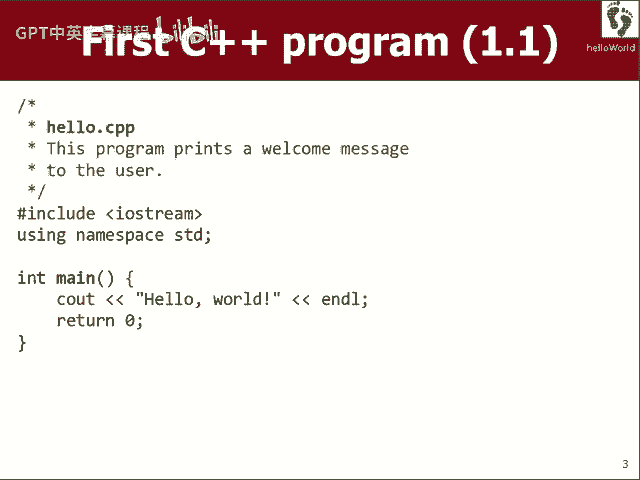 GPT中英字幕课程 bilibili
First C++ program (1.1)
helloWorld
/*
 * hello.cpp
 * This program prints a welcome message
 * to the user.
 */
#include <iostream>
using namespace std;

int main() {
    cout << "Hello, world!" << endl;
    return 0;
}
3